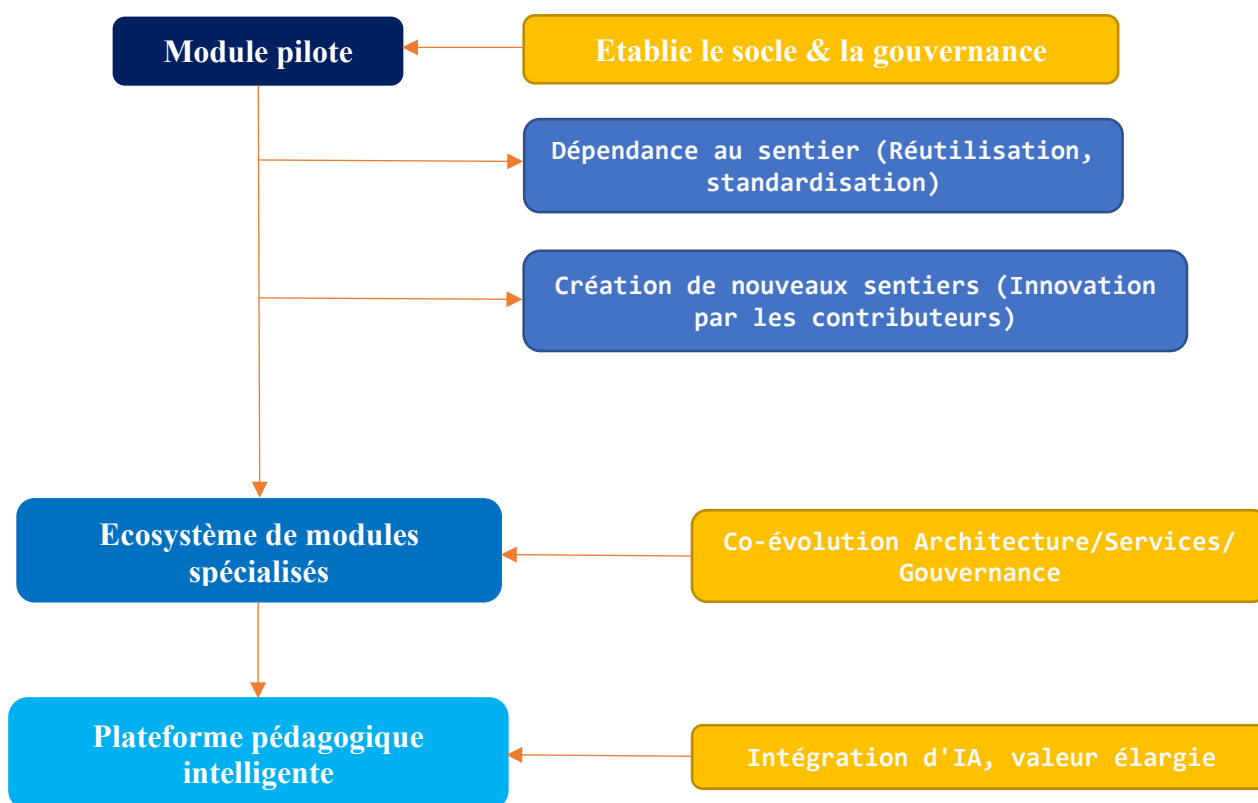 Module pilote
Etablie le socle & la gouvernance
Dépendance au sentier (Réutilisation,
standardisation)
Création de nouveaux sentiers (Innovation
par les contributeurs)
Ecosystème de modules
spécialisés
Co-évolution Architecture/Services/
Gouvernance
Plateforme pédagogique
intelligente
Intégration d'IA, valeur élargie